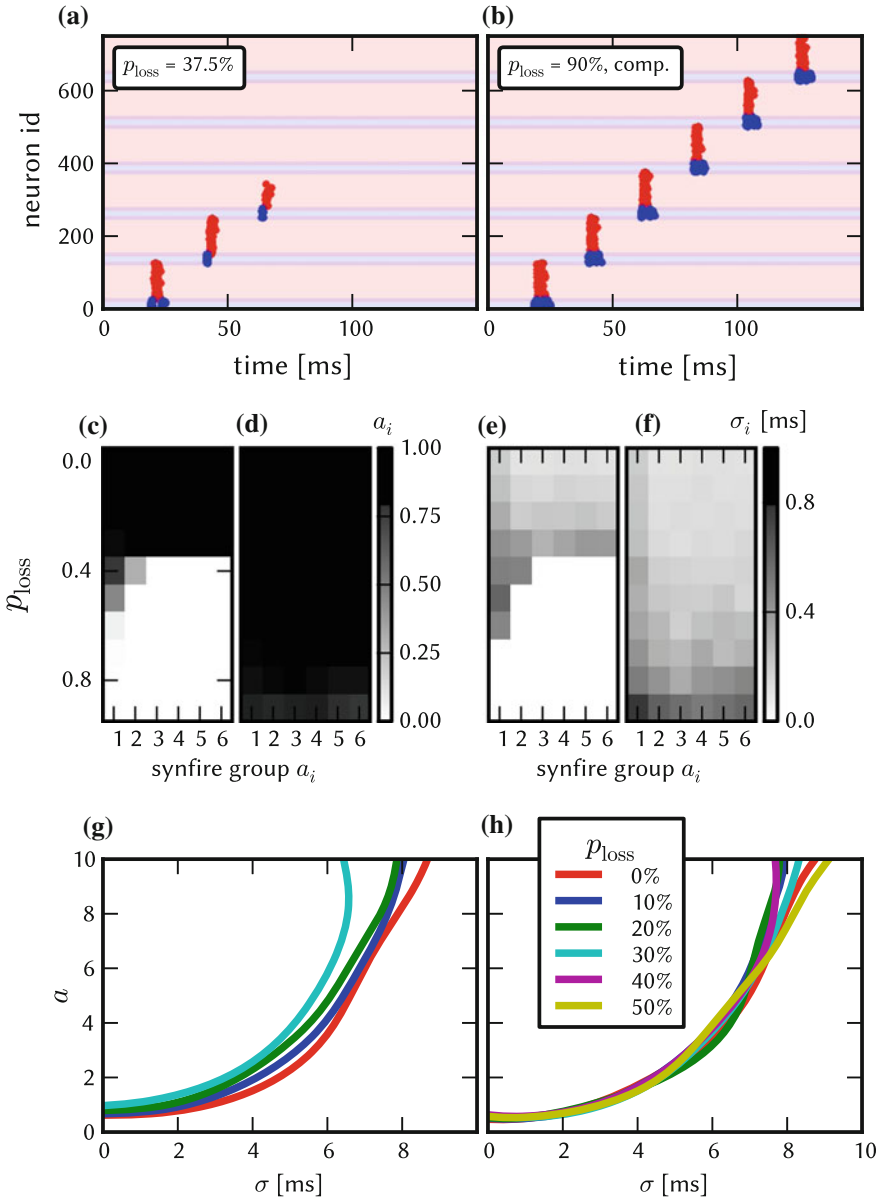 (a) (b)
p_loss = 37.5% p_loss = 90%, comp.
neuron id
600
400
200
0
0 50 100 0 50 100
time [ms] time [ms]
(c) (d) a_i (e) (f) σ_i [ms]
p_loss
0.0
0.4
0.8
1.00
0.75
0.50
0.25
0.00
0.8
0.4
0.0
1 2 3 4 5 6 1 2 3 4 5 6 1 2 3 4 5 6 1 2 3 4 5 6
synfire group a_i synfire group a_i
(g) (h)
a
10
8
6
4
2
0
p_loss
0%
10%
20%
30%
40%
50%
0 2 4 6 8 0 2 4 6 8 10
σ [ms] σ [ms]